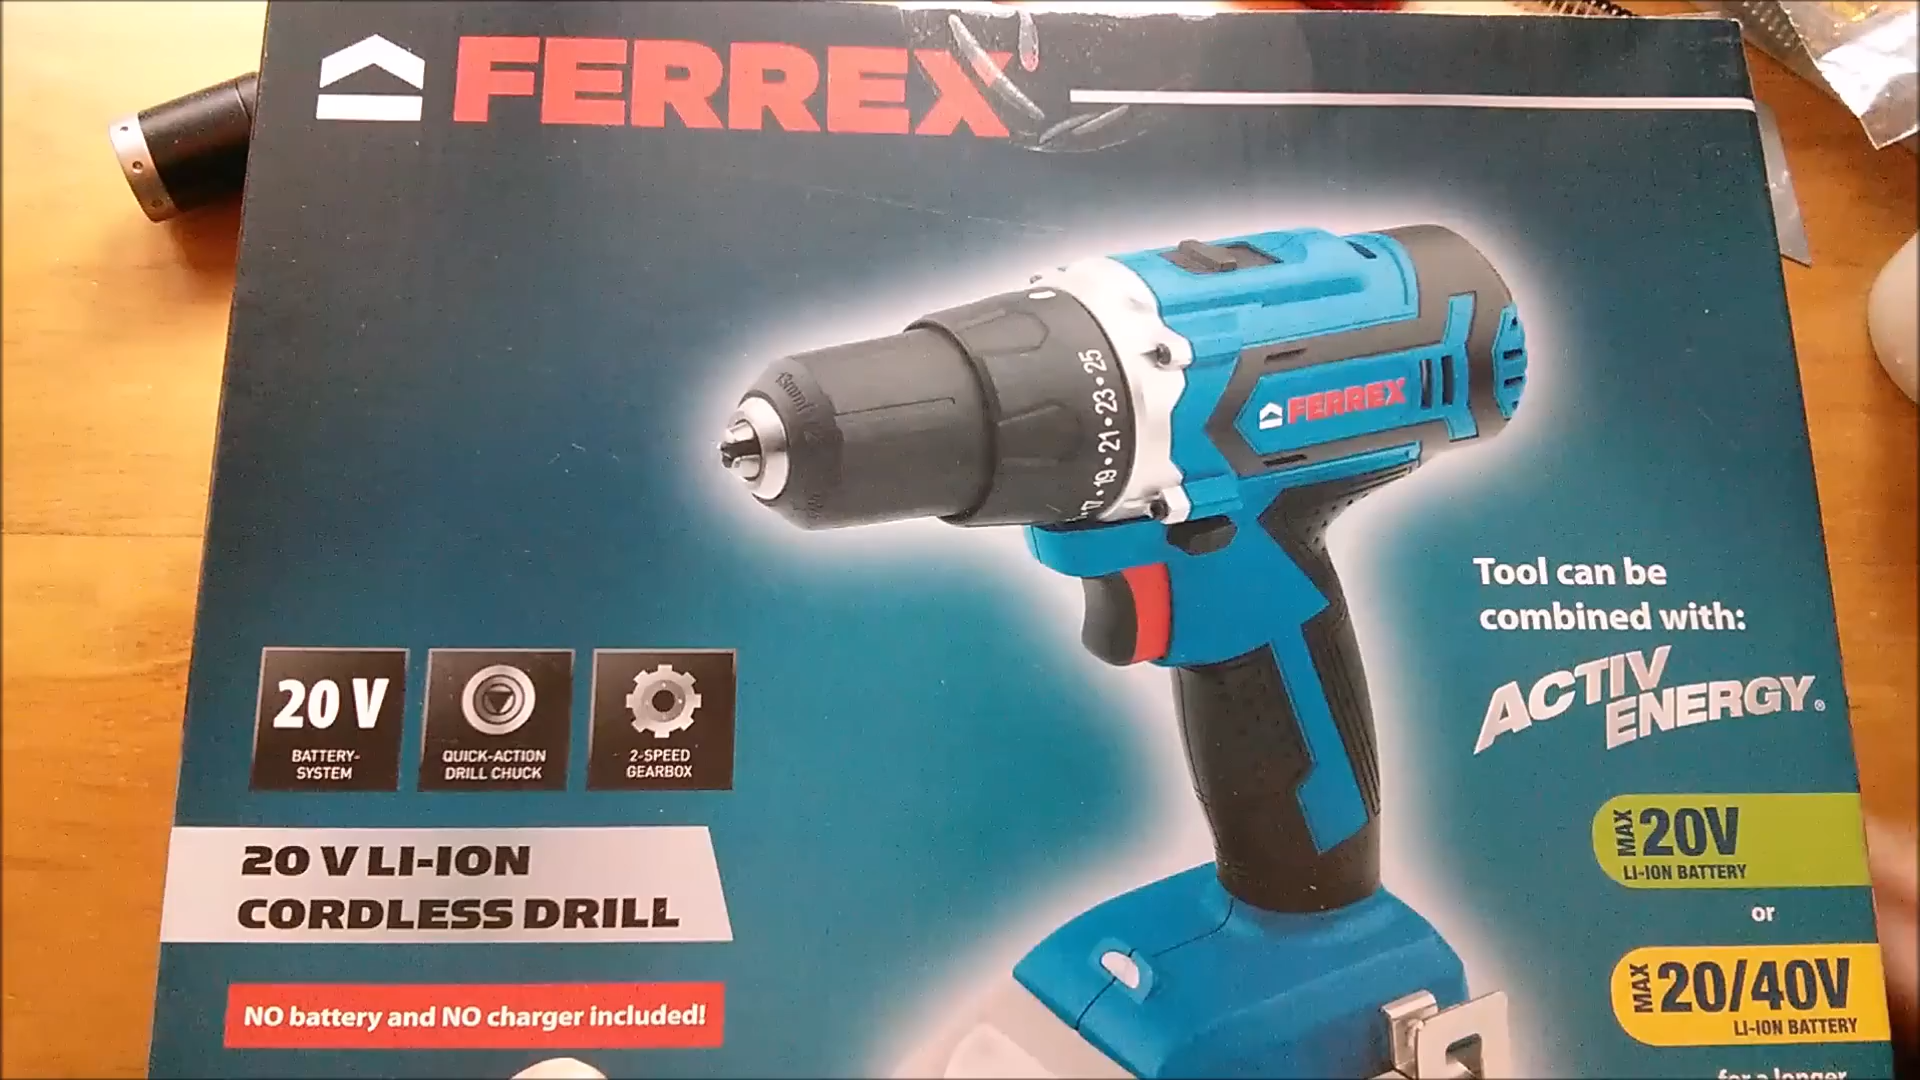 FERREX
13mm
25
23
21
19
17
FERREX
Tool can be
combined with:
ACTIV
ENERGY®
20 V
BATTERY-
SYSTEM
QUICK-ACTION
DRILL CHUCK
2-SPEED
GEARBOX
20 V LI-ION
CORDLESS DRILL
NO battery and NO charger included!
MAX 20V
LI-ION BATTERY
or
MAX 20/40V
LI-ION BATTERY
for a longer